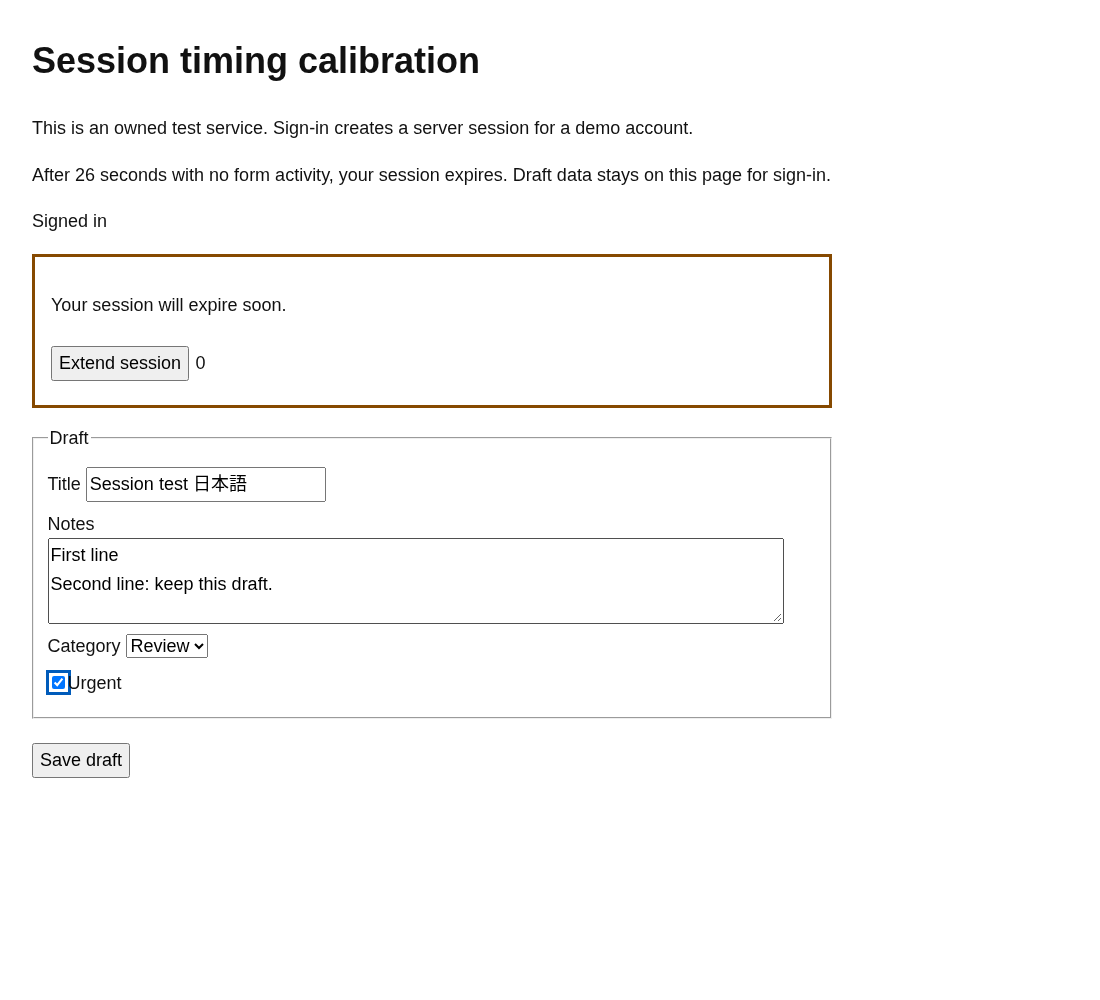 Session timing calibration
This is an owned test service. Sign-in creates a server session for a demo account.
After 26 seconds with no form activity, your session expires. Draft data stays on this page for sign-in.
Signed in
Your session will expire soon.
Extend session 0
Draft
Title Session test 日本語
Notes
First line
Second line: keep this draft.
Category Review
Urgent
Save draft